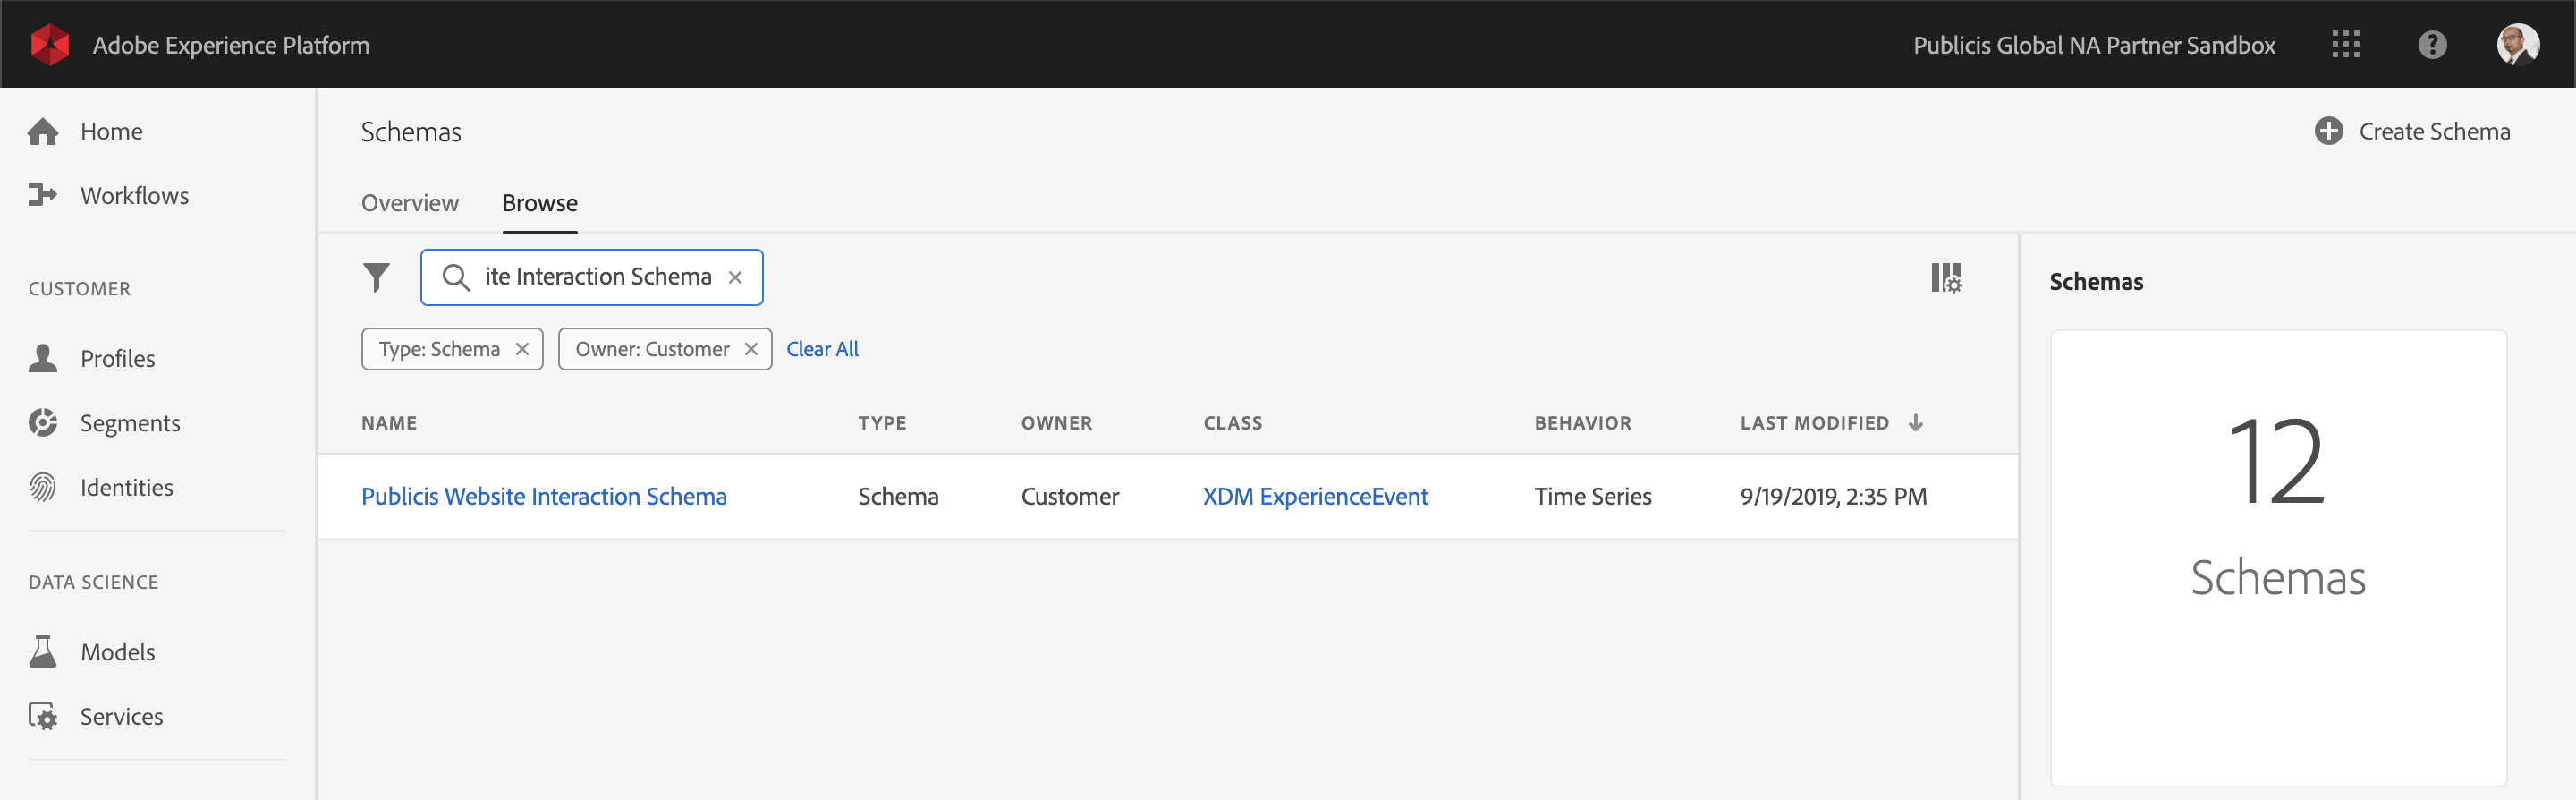 Adobe Experience Platform
Publicis Global NA Partner Sandbox
?
Home
Workflows
CUSTOMER
Profiles
Segments
Identities
DATA SCIENCE
Models
Services
Schemas
Create Schema
Overview Browse
ite Interaction Schema
Type: Schema Owner: Customer Clear All
NAME TYPE OWNER CLASS BEHAVIOR LAST MODIFIED
Publicis Website Interaction Schema Schema Customer XDM ExperienceEvent Time Series 9/19/2019, 2:35 PM
Schemas
12
Schemas